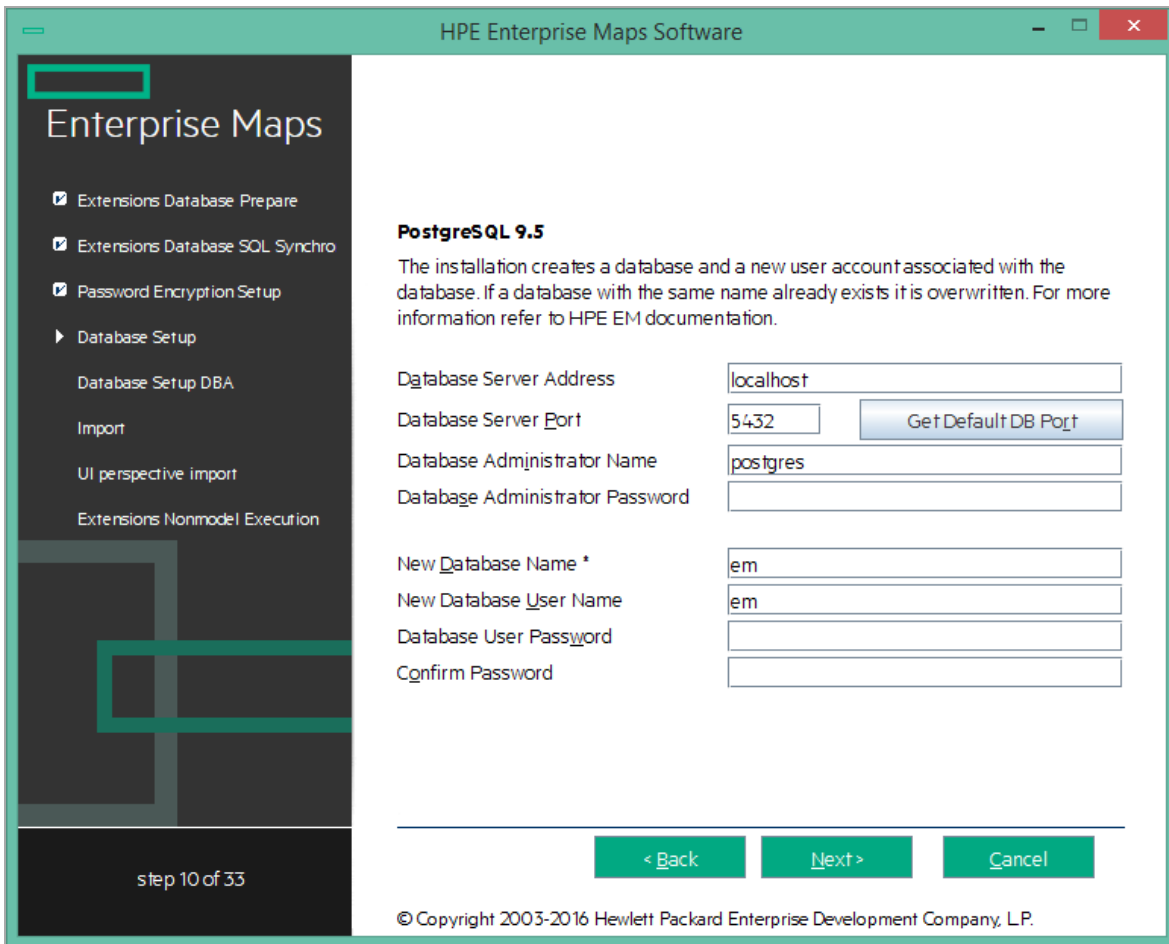 HPE Enterprise Maps Software
Enterprise Maps
Extensions Database Prepare
Extensions Database SQL Synchro
Password Encryption Setup
Database Setup
Database Setup DBA
Import
UI perspective import
Extensions Nonmodel Execution
step 10 of 33
PostgreSQL 9.5
The installation creates a database and a new user account associated with the
database. If a database with the same name already exists it is overwritten. For more
information refer to HPE EM documentation.
Database Server Address localhost
Database Server Port 5432 Get Default DB Port
Database Administrator Name postgres
Database Administrator Password
New Database Name * em
New Database User Name em
Database User Password
Confirm Password
< Back Next > Cancel
© Copyright 2003-2016 Hewlett Packard Enterprise Development Company, L.P.